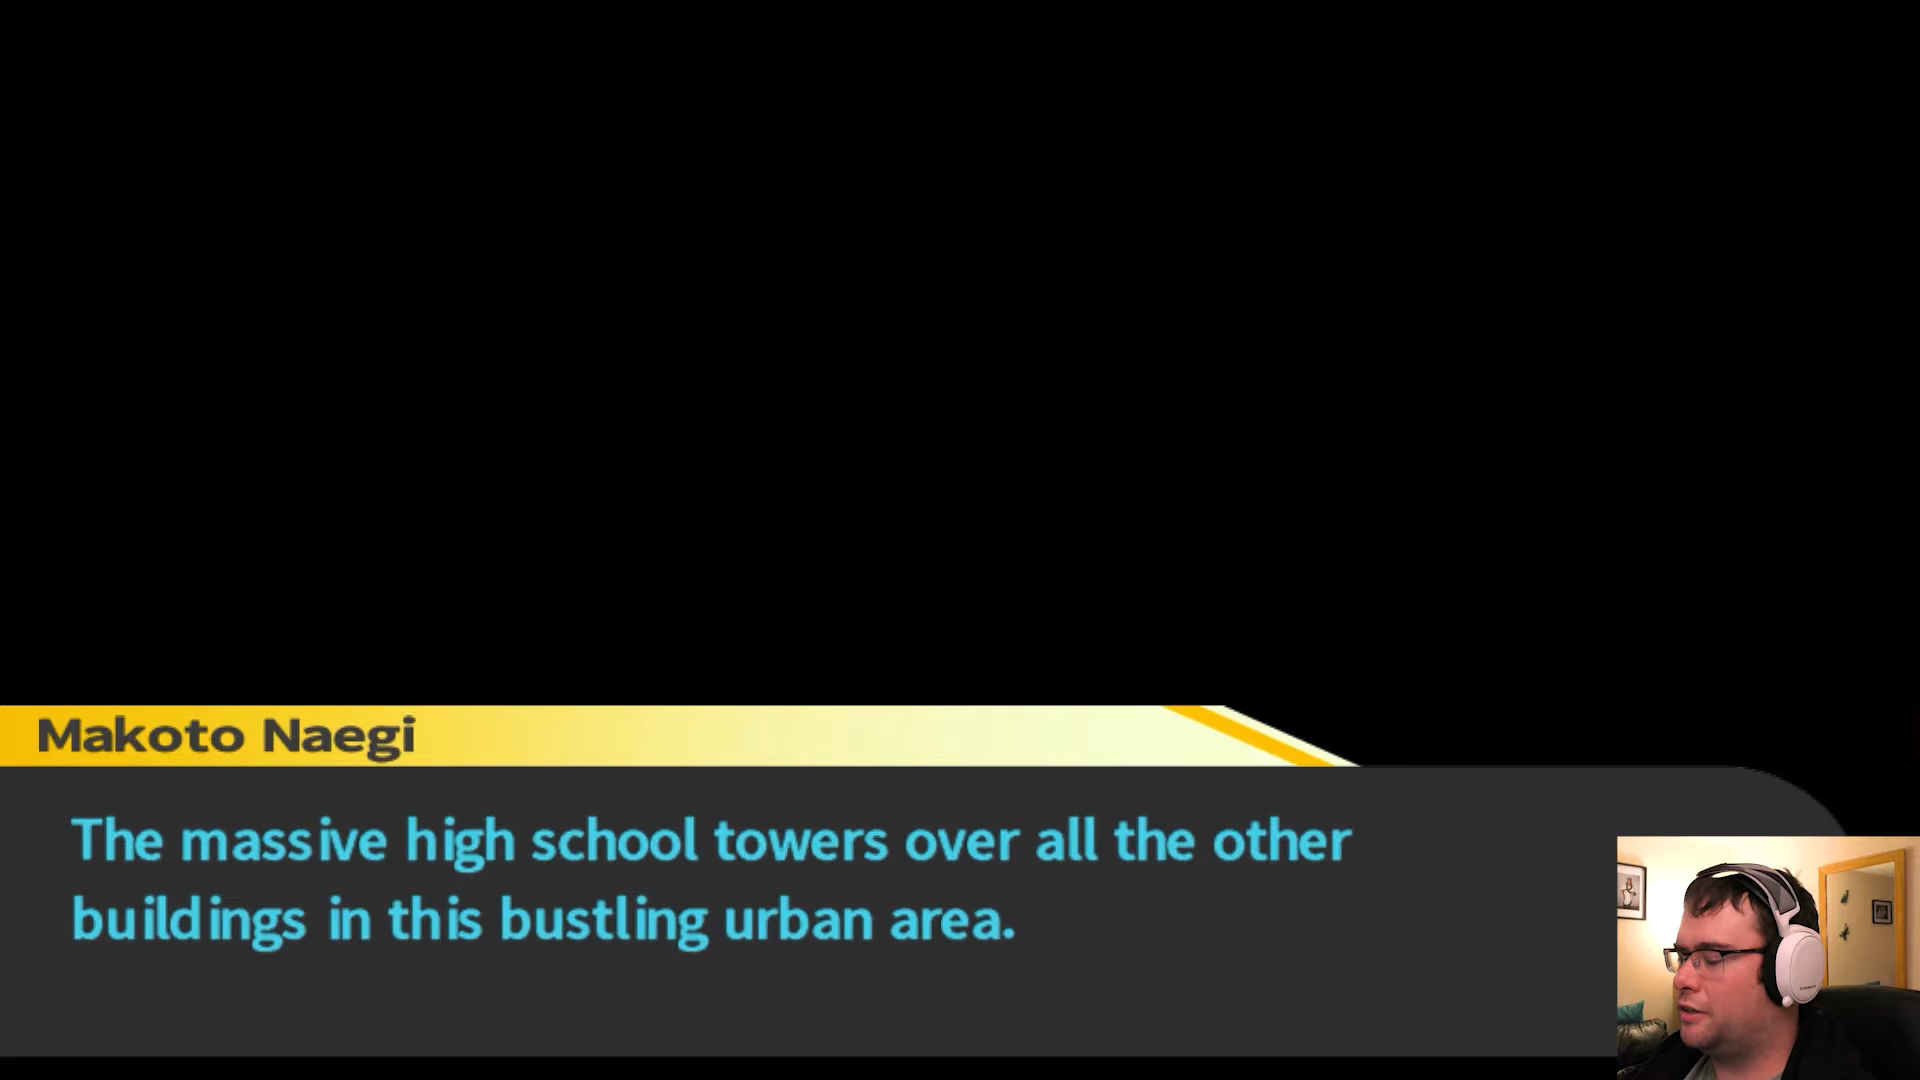 Makoto Naegi
The massive high school towers over all the other
buildings in this bustling urban area.